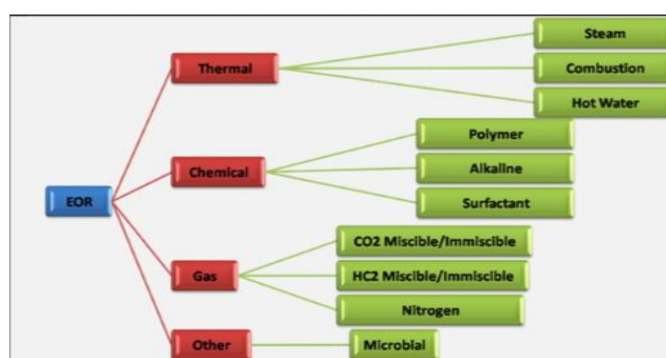 EOR
Thermal
Steam
Combustion
Hot Water
Chemical
Polymer
Alkaline
Surfactant
Gas
CO2 Miscible/Immiscible
HC2 Miscible/Immiscible
Nitrogen
Other
Microbial